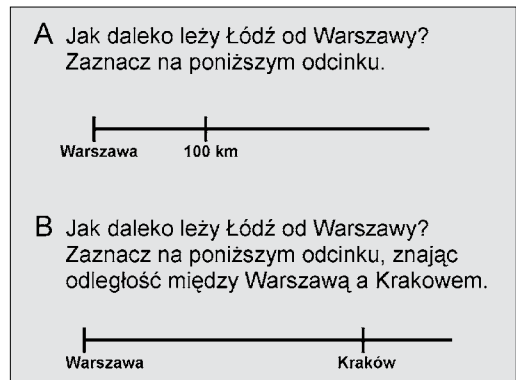 A Jak daleko leży Łódź od Warszawy?
Zaznacz na poniższym odcinku.
Warszawa 100 km
B Jak daleko leży Łódź od Warszawy?
Zaznacz na poniższym odcinku, znając
odległość między Warszawą a Krakowem.
Warszawa Kraków